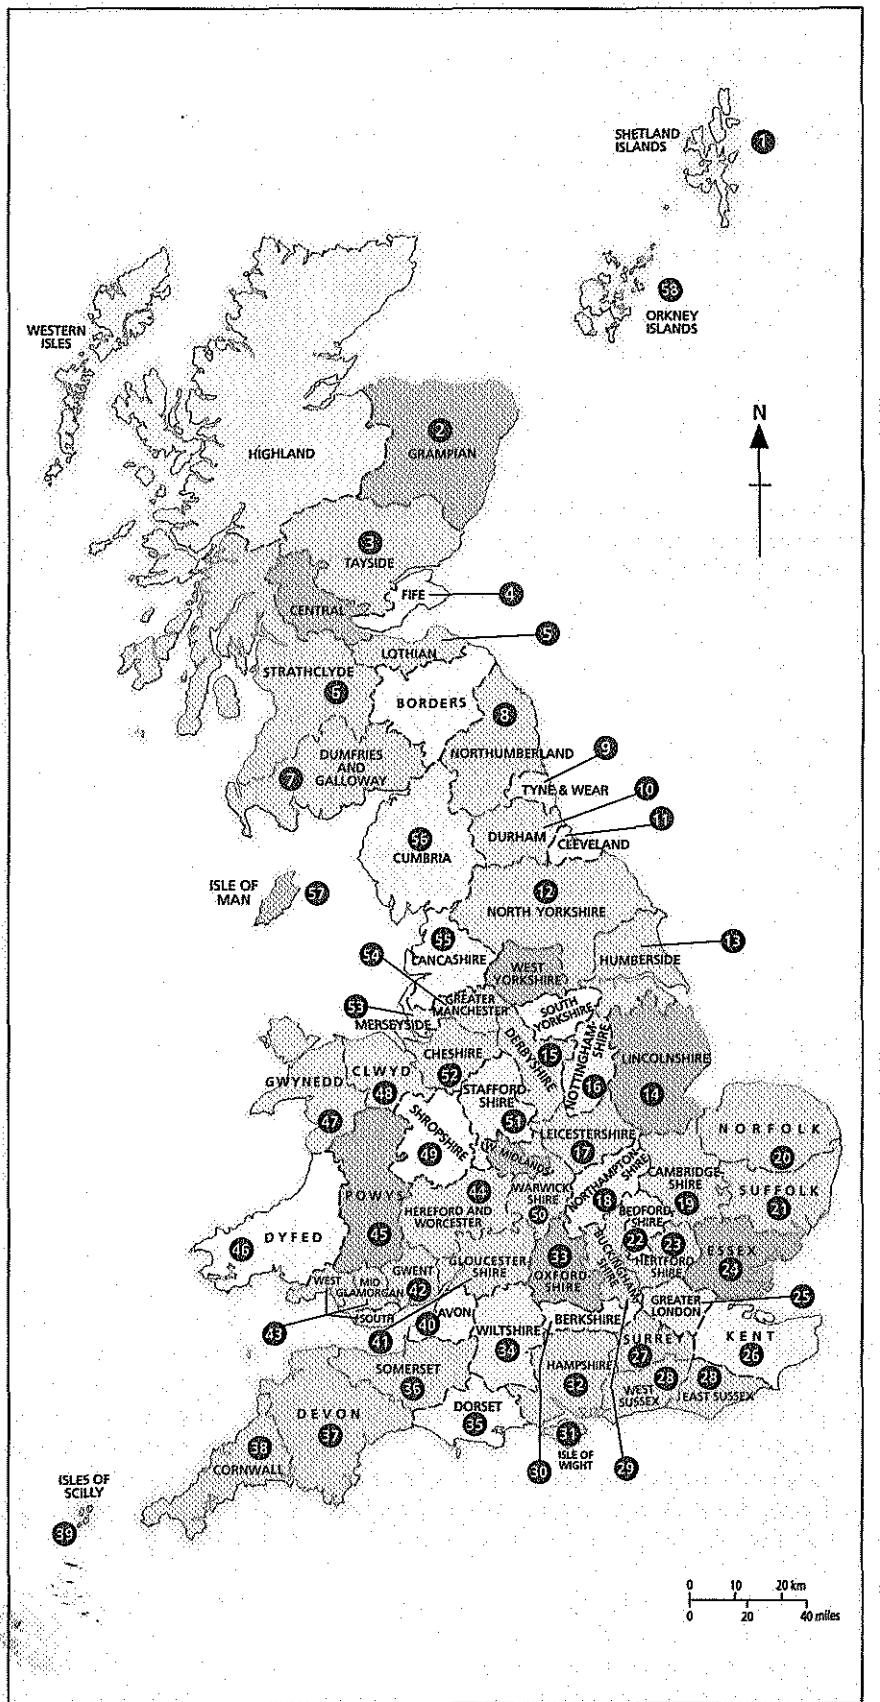 SHETLAND
ISLANDS
1
58
ORKNEY
ISLANDS
WESTERN
ISLES
N
2
GRAMPIAN
HIGHLAND
3
TAYSIDE
FIFE
4
CENTRAL
5
LOTHIAN
STRATHCLYDE
6
BORDERS
8
NORTHUMBERLAND
DUMFRIES
AND
GALLOWAY
7
9
TYNE & WEAR
10
11
DURHAM
CLEVELAND
56
CUMBRIA
ISLE OF
MAN
57
12
NORTH YORKSHIRE
13
HUMBERSIDE
55
LANCASHIRE
54
WEST
YORKSHIRE
GREATER
MANCHESTER
SOUTH
YORKSHIRE
53
MERSEYSIDE
DERBYSHIRE
15
NOTTINGHAM-
SHIRE
16
LINCOLNSHIRE
14
CHESHIRE
52
CLWYD
48
GWYNEDD
47
STAFFORD-
SHIRE
51
SHROPSHIRE
49
LEICESTERSHIRE
17
NORFOLK
20
W. MIDLANDS
NORTHAMPTON-
SHIRE
18
CAMBRIDGE-
SHIRE
19
SUFFOLK
21
POWYS
45
44
HEREFORD AND
WORCESTER
WARWICK-
SHIRE
50
BEDFORD-
SHIRE
22
BUCKINGHAM-
SHIRE
23
HERTFORD-
SHIRE
ESSEX
24
DYFED
46
GLOUCESTER
SHIRE
33
OXFORD
SHIRE
GWENT
42
WEST
MID
GLAMORGAN
SOUTH
43
41
AVON
40
GREATER
LONDON
25
BERKSHIRE
WILTSHIRE
34
SURREY
27
KENT
26
SOMERSET
36
HAMPSHIRE
32
WEST
SUSSEX
28
28
EAST SUSSEX
DORSET
35
DEVON
37
38
CORNWALL
31
ISLE OF
WIGHT
30
29
ISLES OF
SCILLY
39
0 10 20 km
0 20 40 miles